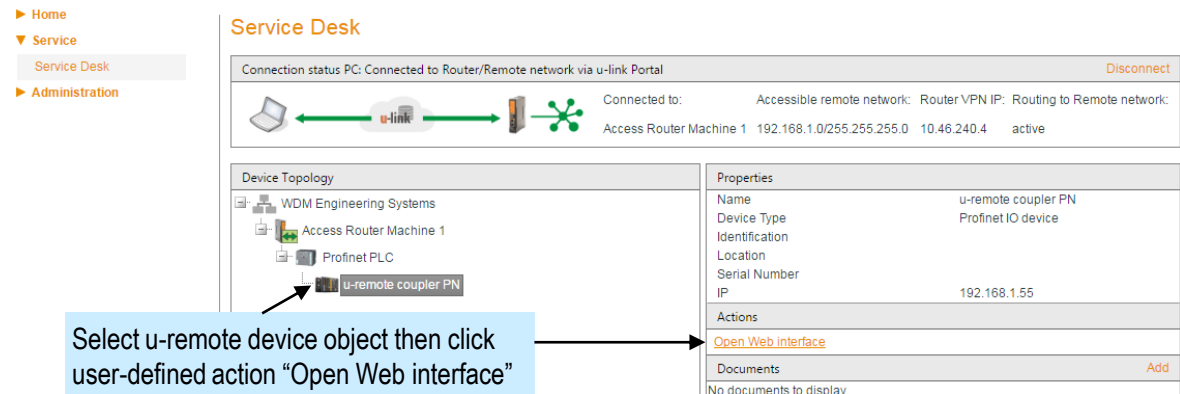 Home
Service
Service Desk
Administration
Service Desk
Connection status PC: Connected to Router/Remote network via u-link Portal
Disconnect
u-link
Connected to: Accessible remote network: Router VPN IP: Routing to Remote network:
Access Router Machine 1 192.168.1.0/255.255.255.0 10.46.240.4 active
Device Topology
WDM Engineering Systems
Access Router Machine 1
Profinet PLC
u-remote coupler PN
Properties
Name u-remote coupler PN
Device Type Profinet IO device
Identification
Location
Serial Number
IP 192.168.1.55
Actions
Open Web interface
Documents Add
No documents to display
Select u-remote device object then click
user-defined action “Open Web interface”